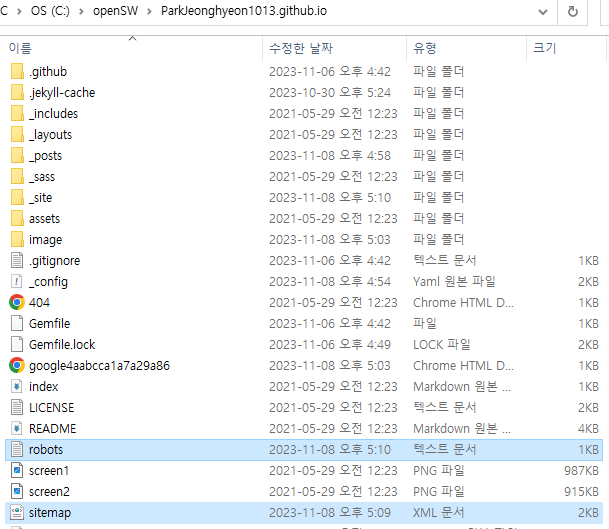 C > OS (C:) > openSW > ParkJeonghyeon1013.github.io
이름 수정한 날짜 유형 크기
.github 2023-11-06 오후 4:42 파일 폴더
.jekyll-cache 2023-10-30 오후 5:24 파일 폴더
_includes 2021-05-29 오전 12:23 파일 폴더
_layouts 2021-05-29 오전 12:23 파일 폴더
_posts 2023-11-08 오후 4:58 파일 폴더
_sass 2021-05-29 오전 12:23 파일 폴더
_site 2023-11-08 오후 5:10 파일 폴더
assets 2021-05-29 오전 12:23 파일 폴더
image 2023-11-08 오후 5:03 파일 폴더
.gitignore 2023-11-06 오후 4:42 텍스트 문서 1KB
_config 2023-11-08 오후 4:54 Yaml 원본 파일 2KB
404 2021-05-29 오전 12:23 Chrome HTML D... 1KB
Gemfile 2023-11-06 오후 4:42 파일 1KB
Gemfile.lock 2023-11-06 오후 4:49 LOCK 파일 2KB
google4aabcca1a7a29a86 2023-11-08 오후 5:03 Chrome HTML D... 1KB
index 2021-05-29 오전 12:23 Markdown 원본 ... 1KB
LICENSE 2021-05-29 오전 12:23 텍스트 문서 2KB
README 2021-05-29 오전 12:23 Markdown 원본 ... 4KB
robots 2023-11-08 오후 5:10 텍스트 문서 1KB
screen1 2021-05-29 오전 12:23 PNG 파일 987KB
screen2 2021-05-29 오전 12:23 PNG 파일 915KB
sitemap 2023-11-08 오후 5:09 XML 문서 2KB